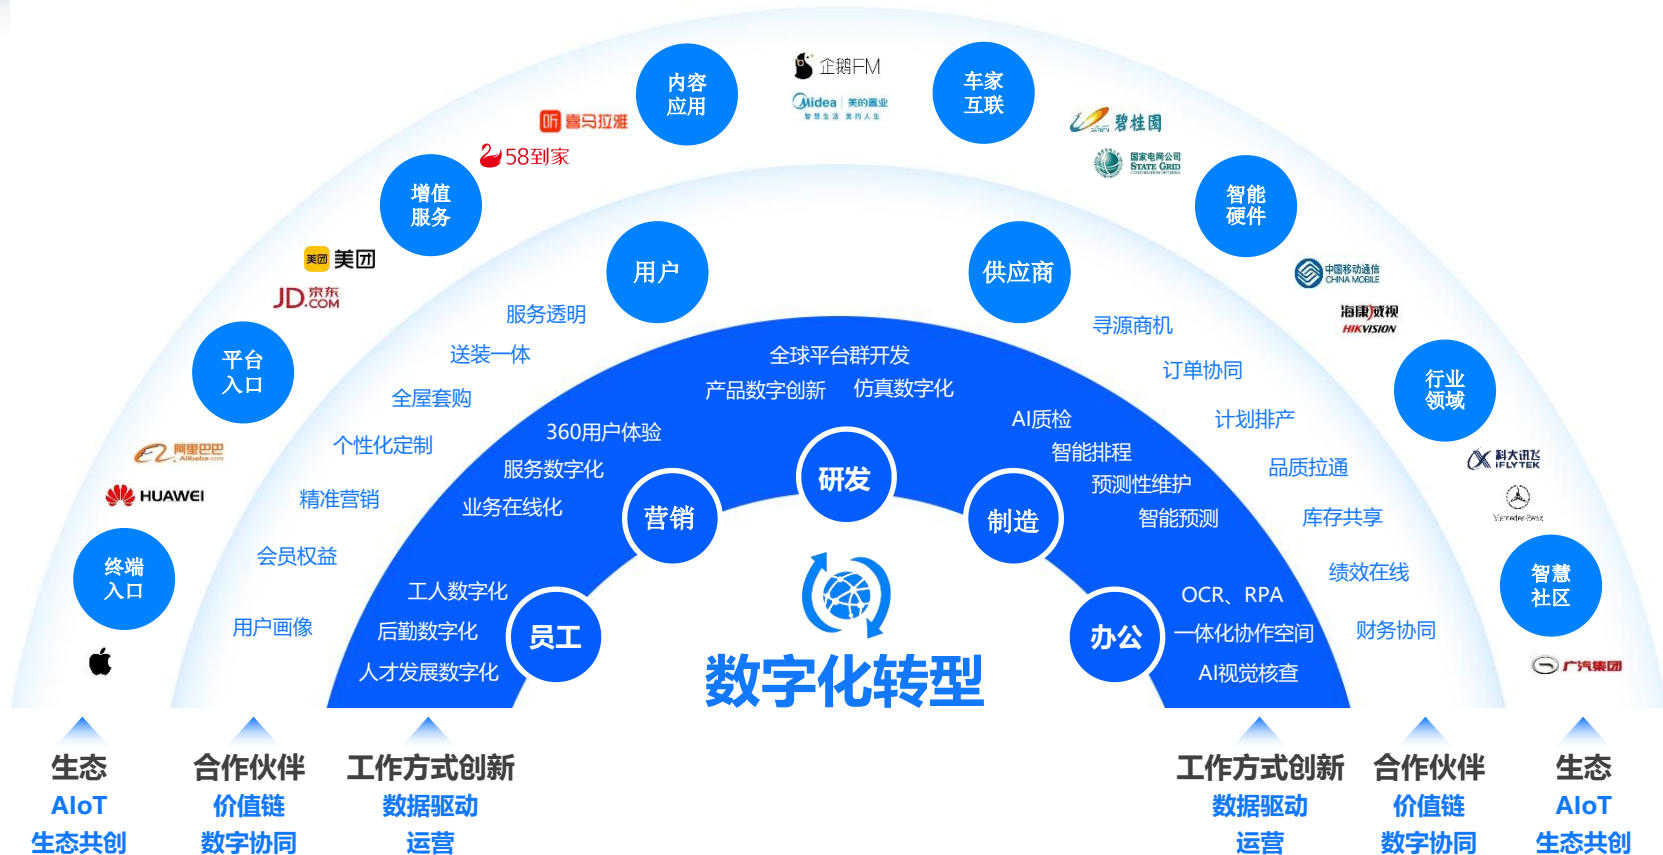 内容
应用
企鹅FM
Midea 美的置业
智慧生活 美的人生
车家
互联
听 喜马拉雅
58到家
碧桂园
国家电网公司
STATE GRID
增值
服务
智能
硬件
美团 美团
JD.COM 京东
中国移动通信
CHINA MOBILE
海康威视
HIKVISION
平台
入口
行业
领域
阿里巴巴
Alibaba.com
HUAWEI
科大讯飞
iFLYTEK
Mercedes-Benz
终端
入口
智慧
社区
广汽集团
用户
供应商
服务透明
送装一体
全屋套购
个性化定制
精准营销
会员权益
用户画像
寻源商机
订单协同
计划排产
品质拉通
库存共享
绩效在线
财务协同
全球平台群开发
产品数字创新 仿真数字化
360用户体验
服务数字化
业务在线化
AI质检
智能排程
预测性维护
智能预测
研发
营销
制造
工人数字化
后勤数字化
人才发展数字化
员工
办公
OCR、RPA
一体化协作空间
AI视觉核查
数字化转型
生态
AIoT
生态共创
合作伙伴
价值链
数字协同
工作方式创新
数据驱动
运营
工作方式创新
数据驱动
运营
合作伙伴
价值链
数字协同
生态
AIoT
生态共创